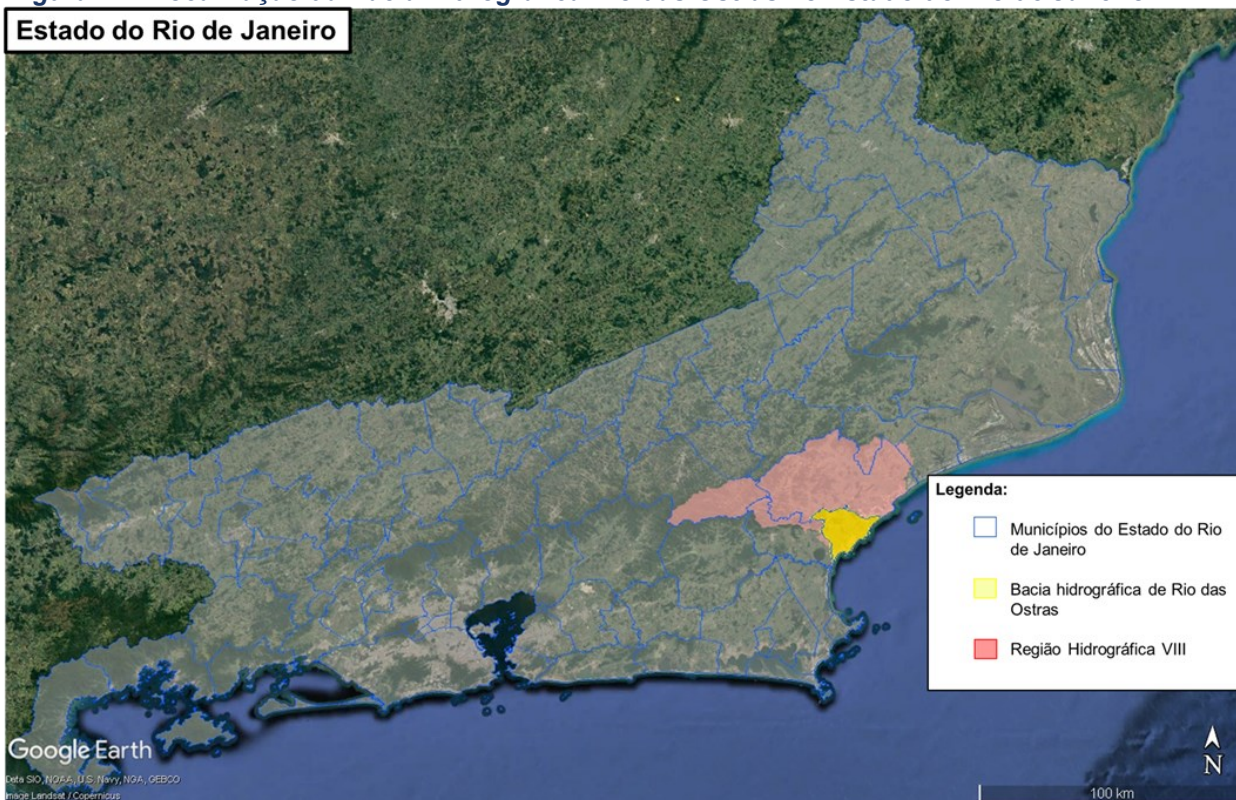 Estado do Rio de Janeiro
Legenda:
Municípios do Estado do Rio
de Janeiro
Bacia hidrográfica de Rio das
Ostras
Região Hidrográfica VIII
Google Earth
Data SIO, NOAA, U.S. Navy, NGA, GEBCO
Image Landsat / Copernicus
N
100 km